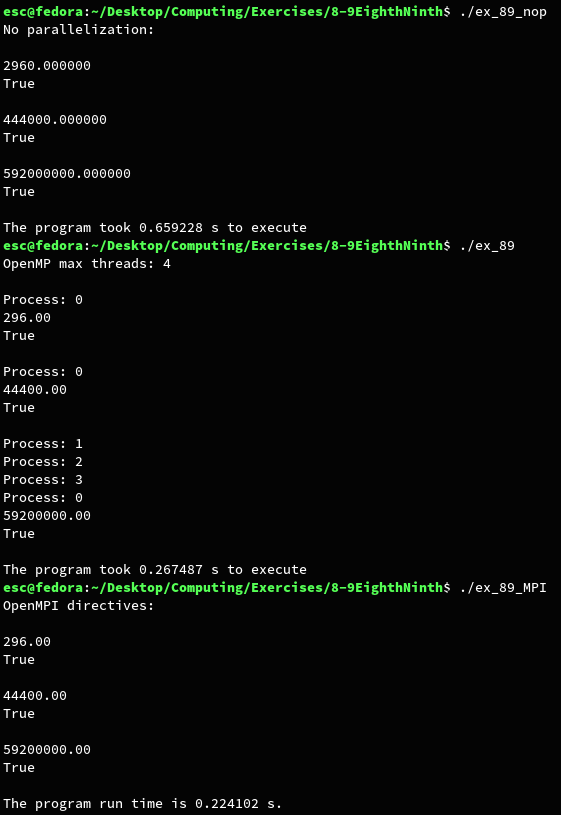 esc@fedora:~/Desktop/Computing/Exercises/8-9EighthNinth$ ./ex_89_nop
No parallelization:
2960.000000
True
444000.000000
True
592000000.000000
True
The program took 0.659228 s to execute
esc@fedora:~/Desktop/Computing/Exercises/8-9EighthNinth$ ./ex_89
OpenMP max threads: 4
Process: 0
296.00
True
Process: 0
44400.00
True
Process: 1
Process: 2
Process: 3
Process: 0
59200000.00
True
The program took 0.267487 s to execute
esc@fedora:~/Desktop/Computing/Exercises/8-9EighthNinth$ ./ex_89_MPI
OpenMPI directives:
296.00
True
44400.00
True
59200000.00
True
The program run time is 0.224102 s.